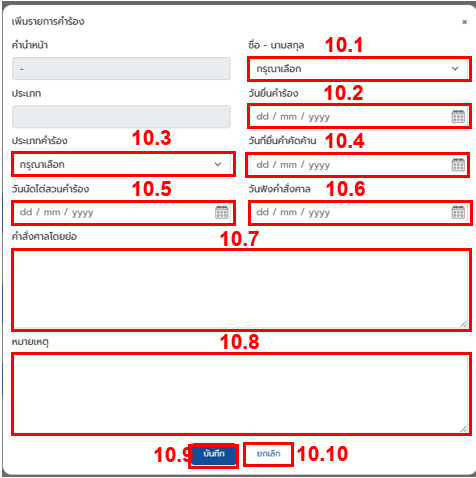 เพิ่มรายการคำร้อง ×
คำนำหน้า ชื่อ - นามสกุล 10.1
- กรุณาเลือก
ประเภท วันยื่นคำร้อง 10.2
dd / mm / yyyy
ประเภทคำร้อง 10.3 วันที่ยื่นคำคัดค้าน 10.4
กรุณาเลือก dd / mm / yyyy
วันนัดไต่สวนคำร้อง 10.5 วันฟังคำสั่งศาล 10.6
dd / mm / yyyy dd / mm / yyyy
คำสั่งศาลโดยย่อ 10.7
หมายเหตุ 10.8
10.9 บันทึก ยกเลิก 10.10